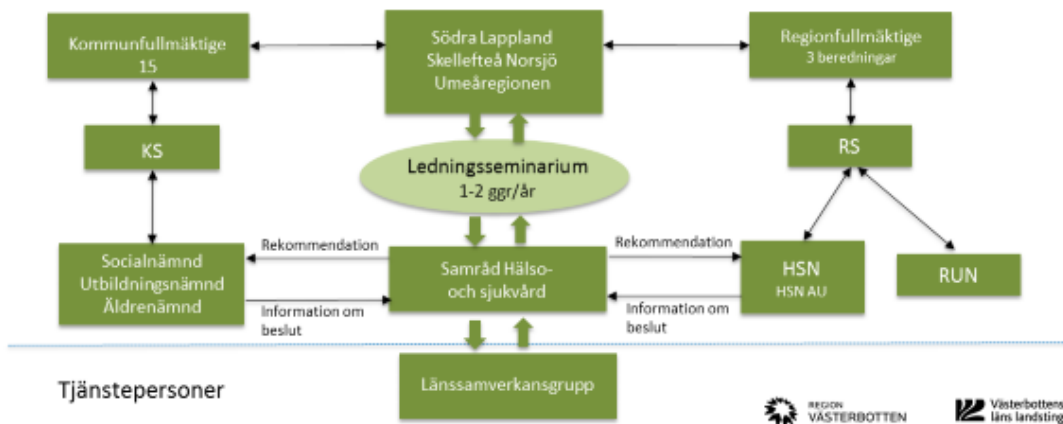 Kommunfullmäktige
15
Södra Lappland
Skellefteå Norsjö
Umeåregionen
Regionfullmäktige
3 beredningar
KS
RS
Ledningsseminarium
1-2 ggr/år
Rekommendation
Rekommendation
Socialnämnd
Utbildningsnämnd
Äldrenämnd
Samråd Hälso-
och sjukvård
HSN
HSN AU
RUN
Information om
beslut
Information om
beslut
Tjänstepersoner
Länssamverkansgrupp
REGION
VÄSTERBOTTEN
Västerbottens
läns landsting